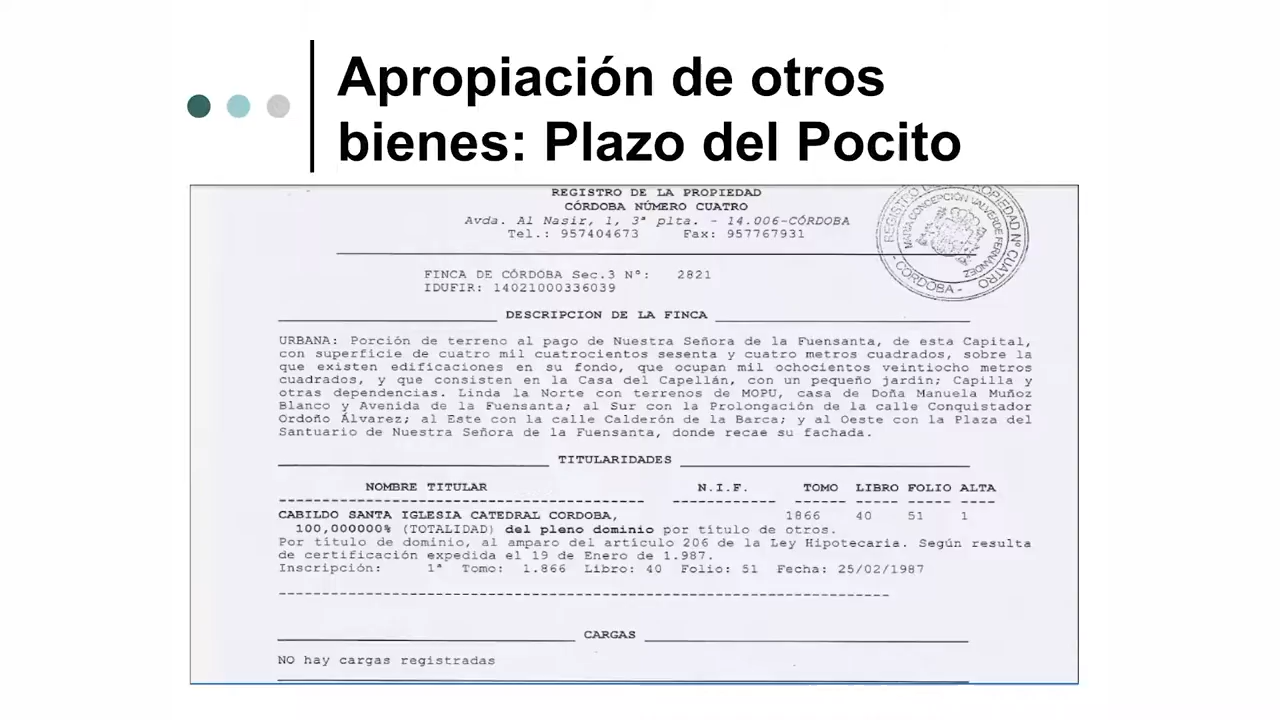 Apropiación de otros
bienes: Plazo del Pocito
REGISTRO DE LA PROPIEDAD
CÓRDOBA NÚMERO CUATRO
Avda. Al Nasir, 1, 3ª plta. - 14.006-CÓRDOBA
Tel.: 957404673 Fax: 957767931
REGISTRO DE LA PROPIEDAD Nº CUATRO
MARIA CONCEPCIÓN VALVERDE FERNANDEZ
- CÓRDOBA -
FINCA DE CÓRDOBA Sec.3 Nº: 2821
IDUFIR: 14021000336039
DESCRIPCION DE LA FINCA
URBANA: Porción de terreno al pago de Nuestra Señora de la Fuensanta, de esta Capital,
con superficie de cuatro mil cuatrocientos sesenta y cuatro metros cuadrados, sobre la
que existen edificaciones en su fondo, que ocupan mil ochocientos veintiocho metros
cuadrados, y que consisten en la Casa del Capellán, con un pequeño jardín; Capilla y
otras dependencias. Linda la Norte con terrenos de MOPU, casa de Doña Manuela Muñoz
Blanco y Avenida de la Fuensanta; al Sur con la Prolongación de la calle Conquistador
Ordoño Álvarez; al Este con la calle Calderón de la Barca; y al Oeste con la Plaza del
Santuario de Nuestra Señora de la Fuensanta, donde recae su fachada.
TITULARIDADES
NOMBRE TITULAR N.I.F. TOMO LIBRO FOLIO ALTA
CABILDO SANTA IGLESIA CATEDRAL CORDOBA, 1866 40 51 1
100,000000% (TOTALIDAD) del pleno dominio por título de otros.
Por título de dominio, al amparo del artículo 206 de la Ley Hipotecaria. Según resulta
de certificación expedida el 19 de Enero de 1.987.
Inscripción: 1ª Tomo: 1.866 Libro: 40 Folio: 51 Fecha: 25/02/1987
CARGAS
NO hay cargas registradas